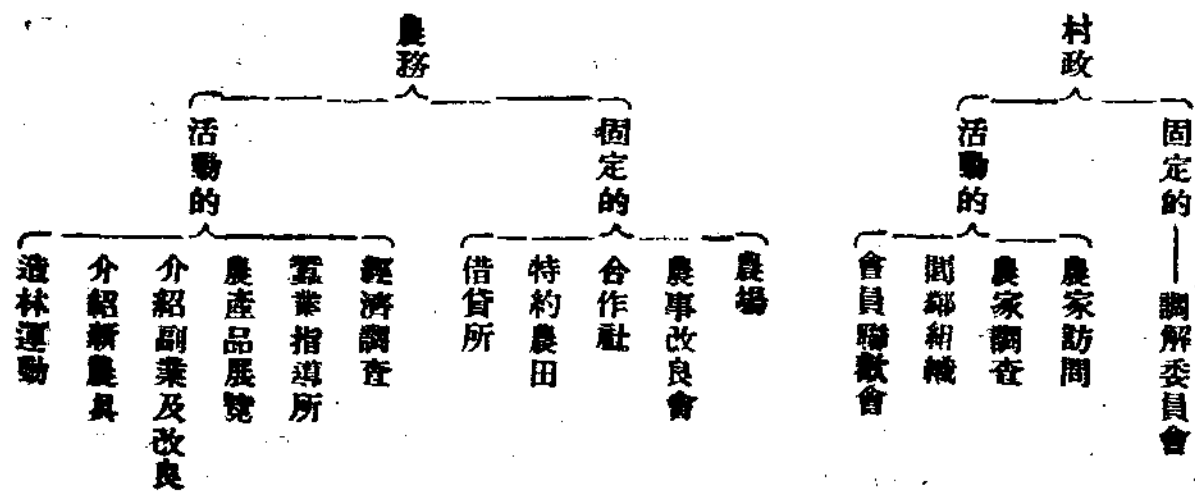 村政
固定的
調解委員會
活動的
農家訪問
農家調查
閭鄰組織
會員聯歡會
農務
固定的
農場
農事改良會
合作社
特約農田
借貸所
活動的
經濟調查
蚕業指導所
農產品展覽
介紹副業及改良
介紹新農具
造林運動